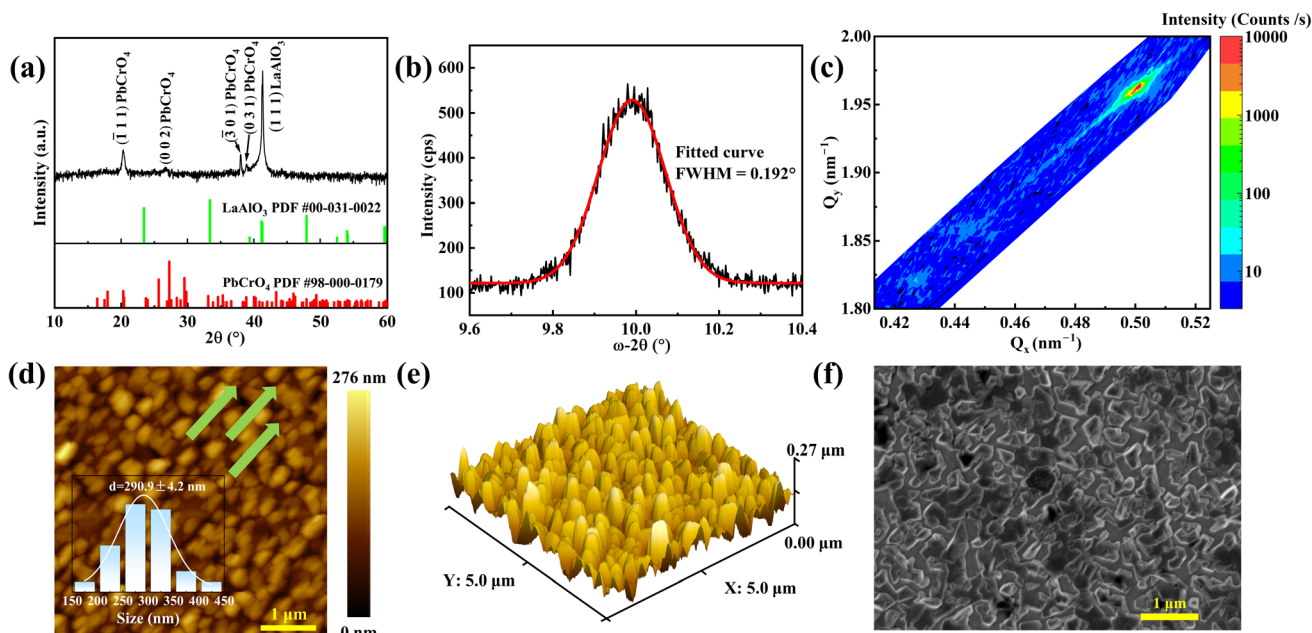 (a)
Intensity (a.u.)
(1̅ 1 1) PbCrO₄
(0 0 2) PbCrO₄
(3̅ 0 1) PbCrO₄
(0 3 1) PbCrO₄
(1 1 1) LaAlO₃
LaAlO₃ PDF #00-031-0022
PbCrO₄ PDF #98-000-0179
10 20 30 40 50 60
2θ (°)
(b)
Intensity (cps)
600
500
400
300
200
100
Fitted curve
FWHM = 0.192°
9.6 9.8 10.0 10.2 10.4
ω-2θ (°)
(c)
Intensity (Counts /s)
10000
1000
100
10
Qy (nm⁻¹)
2.00
1.95
1.90
1.85
1.80
0.42 0.44 0.46 0.48 0.50 0.52
Qx (nm⁻¹)
(d)
276 nm
0 nm
d=290.9±4.2 nm
150 200 250 300 350 400 450
Size (nm)
1 μm
(e)
0.27 μm
0.00 μm
Y: 5.0 μm
X: 5.0 μm
(f)
1 μm